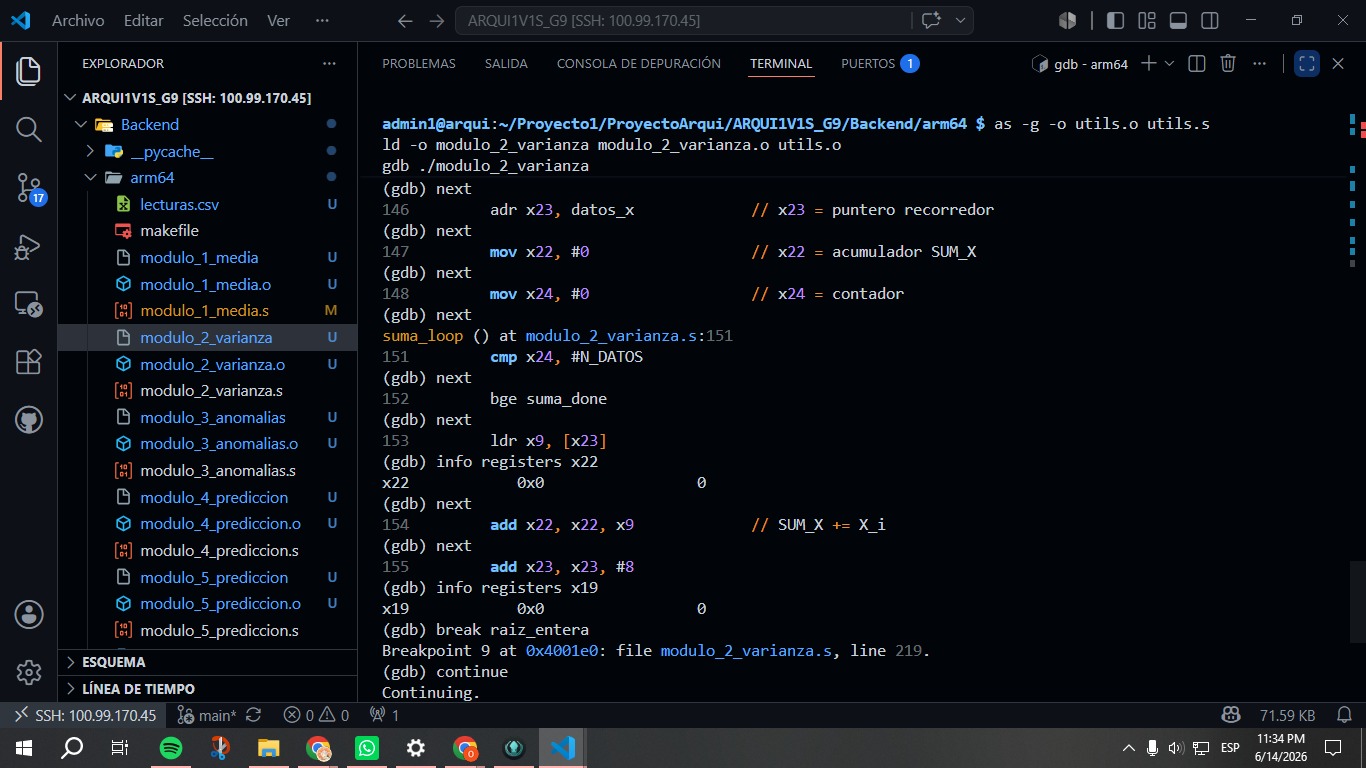 Archivo Editar Selección Ver ···
ARQUI1V1S_G9 [SSH: 100.99.170.45]
EXPLORADOR ···
ARQUI1V1S_G9 [SSH: 100.99.170.45]
Backend
__pycache__
arm64
lecturas.csv U
makefile
modulo_1_media U
modulo_1_media.o U
modulo_1_media.s M
modulo_2_varianza U
modulo_2_varianza.o U
modulo_2_varianza.s
modulo_3_anomalias U
modulo_3_anomalias.o U
modulo_3_anomalias.s
modulo_4_prediccion U
modulo_4_prediccion.o U
modulo_4_prediccion.s
modulo_5_prediccion U
modulo_5_prediccion.o U
modulo_5_prediccion.s
ESQUEMA
LÍNEA DE TIEMPO
17
PROBLEMAS SALIDA CONSOLA DE DEPURACIÓN TERMINAL PUERTOS 1
gdb - arm64
admin1@arqui:~/Proyecto1/ProyectoArqui/ARQUI1V1S_G9/Backend/arm64 $ as -g -o utils.o utils.s
ld -o modulo_2_varianza modulo_2_varianza.o utils.o
gdb ./modulo_2_varianza
(gdb) next
146 adr x23, datos_x // x23 = puntero recorredor
(gdb) next
147 mov x22, #0 // x22 = acumulador SUM_X
(gdb) next
148 mov x24, #0 // x24 = contador
(gdb) next
suma_loop () at modulo_2_varianza.s:151
151 cmp x24, #N_DATOS
(gdb) next
152 bge suma_done
(gdb) next
153 ldr x9, [x23]
(gdb) info registers x22
x22 0x0 0
(gdb) next
154 add x22, x22, x9 // SUM_X += X_i
(gdb) next
155 add x23, x23, #8
(gdb) info registers x19
x19 0x0 0
(gdb) break raiz_entera
Breakpoint 9 at 0x4001e0: file modulo_2_varianza.s, line 219.
(gdb) continue
Continuing.
SSH: 100.99.170.45 main* 0 0 1 71.59 KB
ESP 11:34 PM
6/14/2026